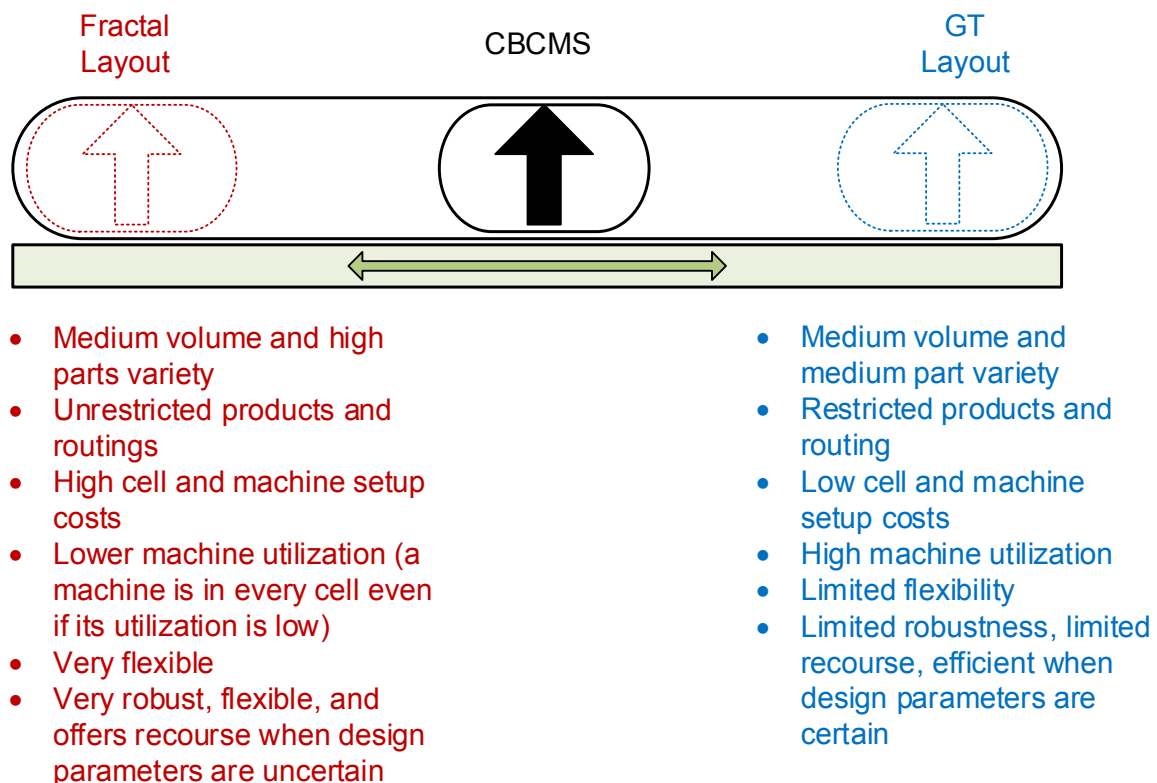 Fractal
Layout
CBCMS
GT
Layout
• Medium volume and high
parts variety
• Unrestricted products and
routings
• High cell and machine setup
costs
• Lower machine utilization (a
machine is in every cell even
if its utilization is low)
• Very flexible
• Very robust, flexible, and
offers recourse when design
parameters are uncertain
• Medium volume and
medium part variety
• Restricted products and
routing
• Low cell and machine
setup costs
• High machine utilization
• Limited flexibility
• Limited robustness, limited
recourse, efficient when
design parameters are
certain